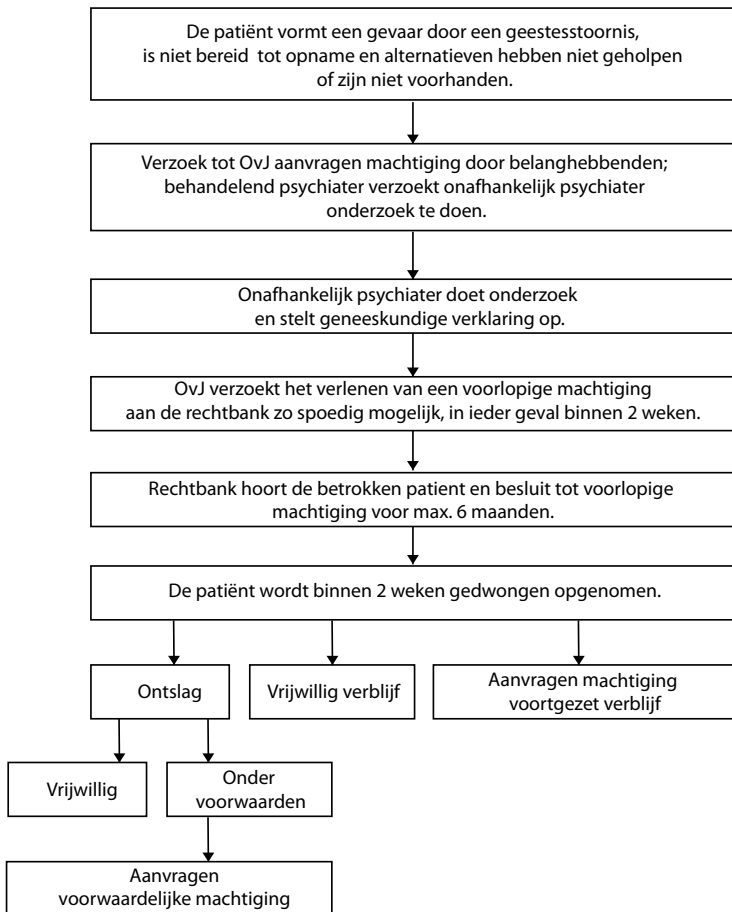 De patiënt vormt een gevaar door een geestesstoornis,
is niet bereid tot opname en alternatieven hebben niet geholpen
of zijn niet voorhanden.
Verzoek tot OvJ aanvragen machtiging door belanghebbenden;
behandelend psychiater verzoekt onafhankelijk psychiater
onderzoek te doen.
Onafhankelijk psychiater doet onderzoek
en stelt geneeskundige verklaring op.
OvJ verzoekt het verlenen van een voorlopige machtiging
aan de rechtbank zo spoedig mogelijk, in ieder geval binnen 2 weken.
Rechtbank hoort de betrokken patient en besluit tot voorlopige
machtiging voor max. 6 maanden.
De patiënt wordt binnen 2 weken gedwongen opgenomen.
Ontslag
Vrijwillig verblijf
Aanvragen machtiging
voortgezet verblijf
Vrijwillig
Onder
voorwaarden
Aanvragen
voorwaardelijke machtiging